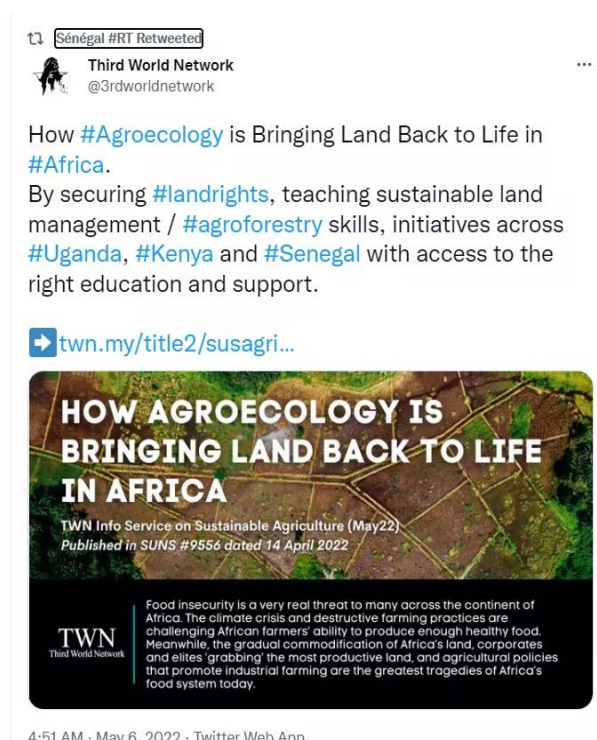 Sénégal #RT Retweeted
Third World Network
@3rdworldnetwork
How #Agroecology is Bringing Land Back to Life in
#Africa.
By securing #landrights, teaching sustainable land
management / #agroforestry skills, initiatives across
#Uganda, #Kenya and #Senegal with access to the
right education and support.
twn.my/title2/susagri...
HOW AGROECOLOGY IS
BRINGING LAND BACK TO LIFE
IN AFRICA
TWN Info Service on Sustainable Agriculture (May22)
Published in SUNS #9556 dated 14 April 2022
TWN
Third World Network
Food insecurity is a very real threat to many across the continent of
Africa. The climate crisis and destructive farming practices are
challenging African farmers' ability to produce enough healthy food.
Meanwhile, the gradual commodification of Africa's land, corporates
and elites 'grabbing' the most productive land, and agricultural policies
that promote industrial farming are the greatest tragedies of Africa's
food system today.
4:51 AM · May 6, 2022 · Twitter Web App